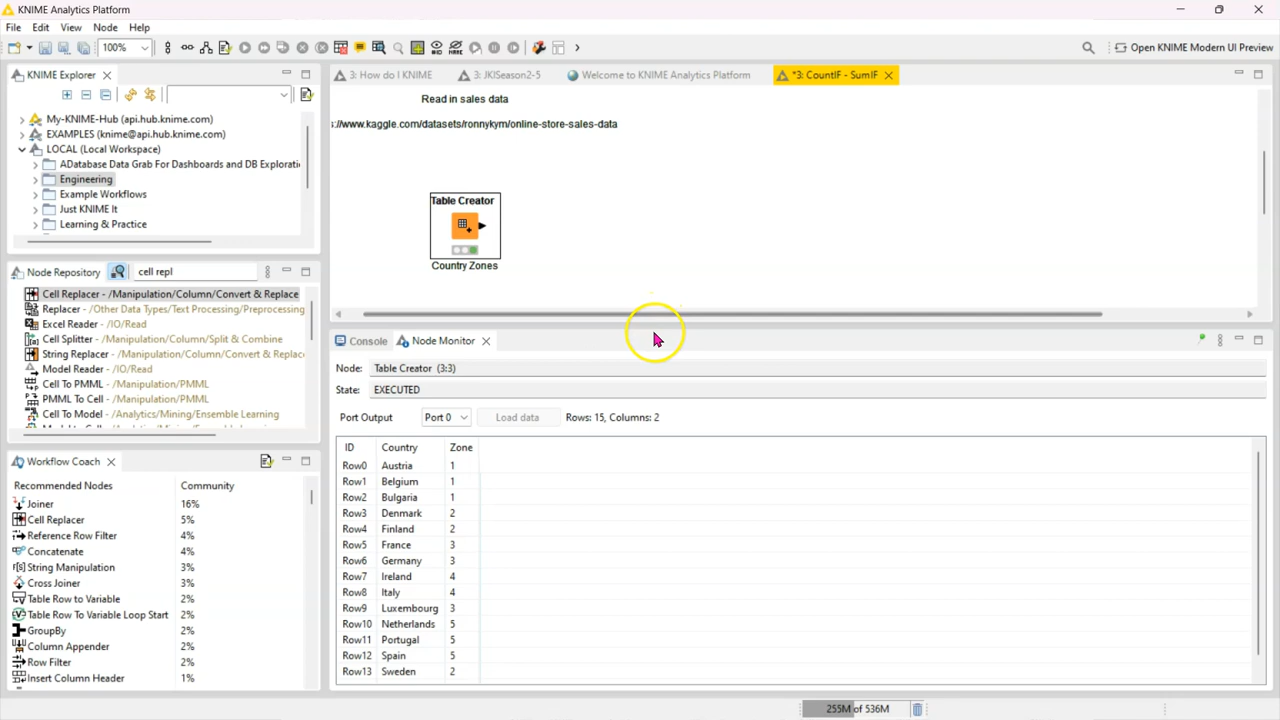 KNIME Analytics Platform
File Edit View Node Help
100%
Open KNIME Modern UI Preview
KNIME Explorer
My-KNIME-Hub (api.hub.knime.com)
EXAMPLES (knime@api.hub.knime.com)
LOCAL (Local Workspace)
ADatabase Data Grab For Dashboards and DB Exploratio
Engineering
Example Workflows
Just KNIME It
Learning & Practice
Node Repository
cell repl
Cell Replacer - /Manipulation/Column/Convert & Replace
Replacer - /Other Data Types/Text Processing/Preprocessing
Excel Reader - /IO/Read
Cell Splitter - /Manipulation/Column/Split & Combine
String Replacer - /Manipulation/Column/Convert & Replace
Model Reader - /IO/Read
Cell To PMML - /Manipulation/PMML
PMML To Cell - /Manipulation/PMML
Cell To Model - /Analytics/Mining/Ensemble Learning
Workflow Coach
Recommended Nodes Community
Joiner 16%
Cell Replacer 5%
Reference Row Filter 4%
Concatenate 4%
String Manipulation 3%
Cross Joiner 3%
Table Row to Variable 2%
Table Row To Variable Loop Start 2%
GroupBy 2%
Column Appender 2%
Row Filter 2%
Insert Column Header 1%
3: How do I KNIME
3: JKISeason2-5
Welcome to KNIME Analytics Platform
*3: CountIF - SumIF
Read in sales data
://www.kaggle.com/datasets/ronnykym/online-store-sales-data
Table Creator
Country Zones
Console
Node Monitor
Node: Table Creator (3:3)
State: EXECUTED
Port Output Port 0 Load data Rows: 15, Columns: 2
ID Country Zone
Row0 Austria 1
Row1 Belgium 1
Row2 Bulgaria 1
Row3 Denmark 2
Row4 Finland 2
Row5 France 3
Row6 Germany 3
Row7 Ireland 4
Row8 Italy 4
Row9 Luxembourg 3
Row10 Netherlands 5
Row11 Portugal 5
Row12 Spain 5
Row13 Sweden 2
255M of 536M